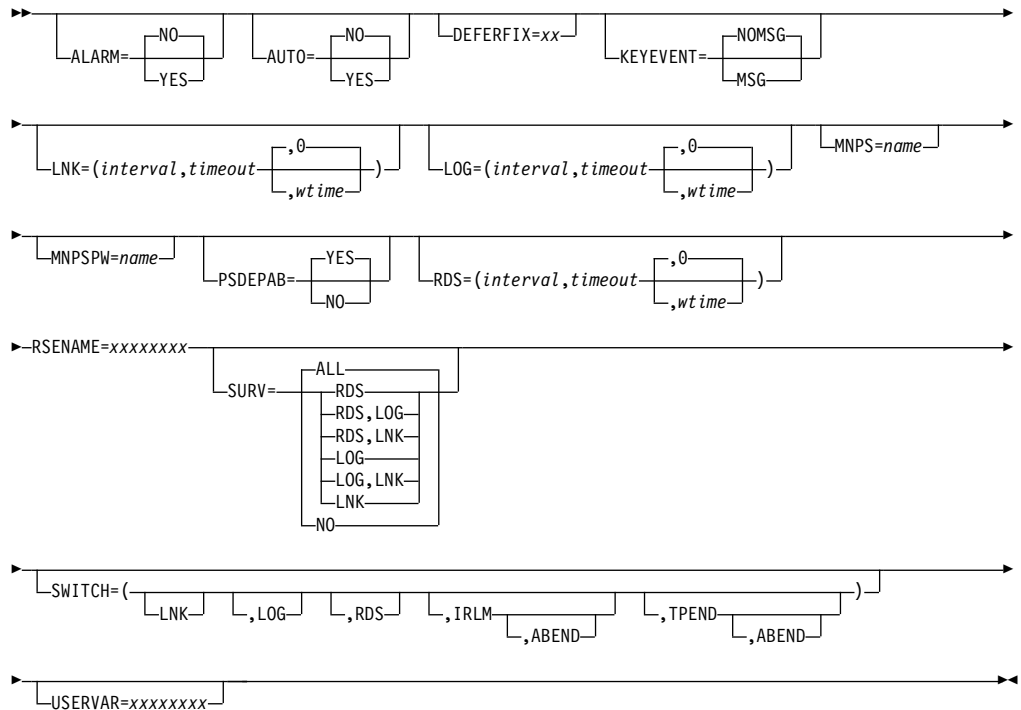 NO NO DEFERFIX=xx NOMSG
ALARM= AUTO= KEYEVENT=
YES YES MSG
,0 ,0 MNPS=name
LNK=(interval,timeout ) LOG=(interval,timeout )
,wtime ,wtime
MNPSPW=name YES ,0
PSDEPAB= RDS=(interval,timeout )
NO ,wtime
RSENAME=xxxxxxxx
ALL
SURV= RDS
RDS,LOG
RDS,LNK
LOG
LOG,LNK
LNK
NO
SWITCH=( )
LNK ,LOG ,RDS ,IRLM ,TPEND
,ABEND ,ABEND
USERVAR=xxxxxxxx